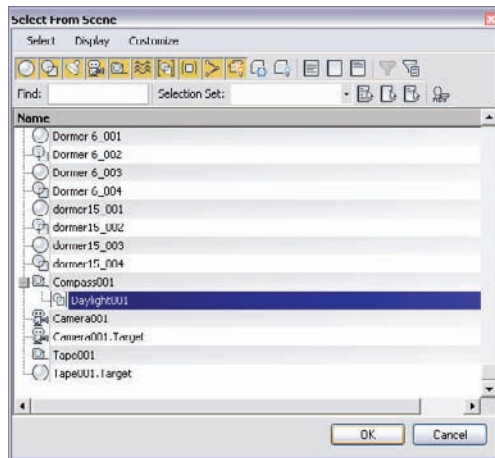 Select From Scene
Select Display Customize
Find: Selection Set:
Name
Dormer 6_001
Dormer 6_002
Dormer 6_003
Dormer 6_004
dormer15_001
dormer15_002
dormer15_003
dormer15_004
Compass001
Daylight001
Camera001
Camera001.Target
Tape001
Tape001.Target
OK Cancel